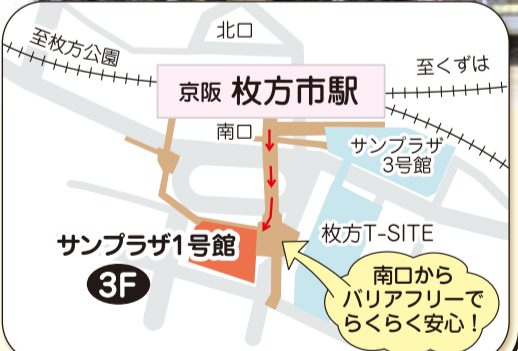 北口
至枚方公園
至くずは
京阪 枚方市駅
南口
サンプラザ
3号館
サンプラザ1号館
3F
枚方T-SITE
南口から
バリアフリーで
らくらく安心！